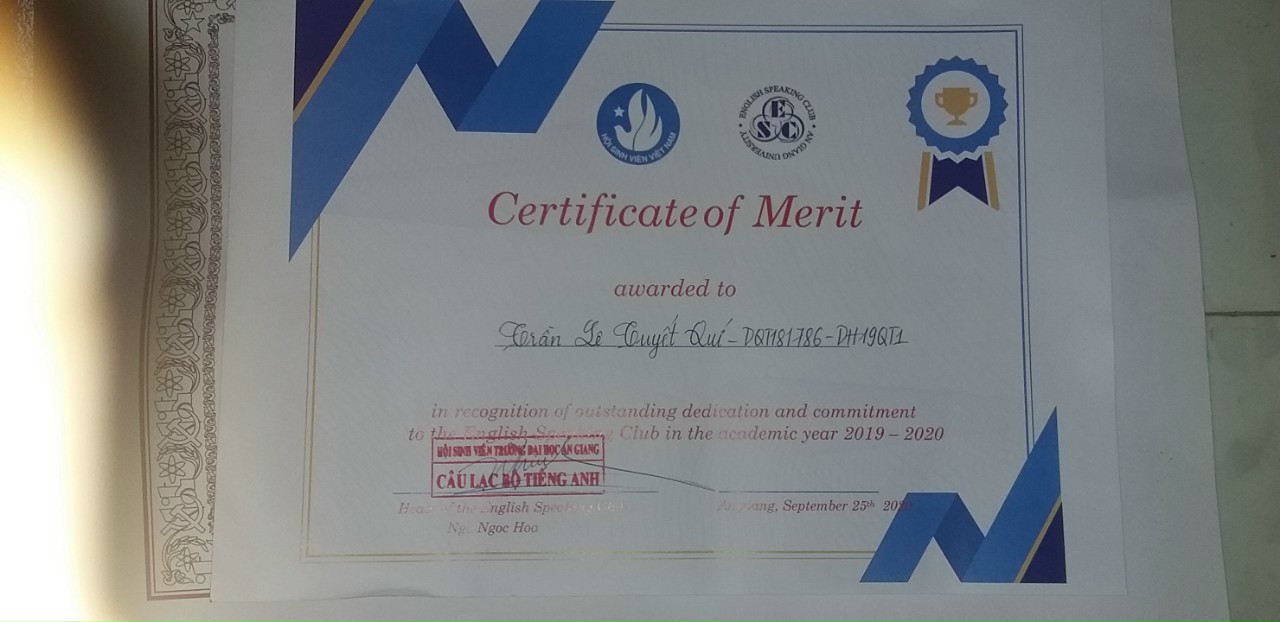 HỘI SINH VIÊN VIỆT NAM
ENGLISH SPEAKING CLUB
ESC
AN GIANG UNIVERSITY
Certificate of Merit
awarded to
Trần Lê Tuyết Quí - DQT181786 - DH19QT1
in recognition of outstanding dedication and commitment
to the English Speaking Club in the academic year 2019 – 2020
HỘI SINH VIÊN TRƯỜNG ĐẠI HỌC AN GIANG
CÂU LẠC BỘ TIẾNG ANH
Head of the English Speaking Club
An Giang, September 25th 2020
Ngoc Hoa